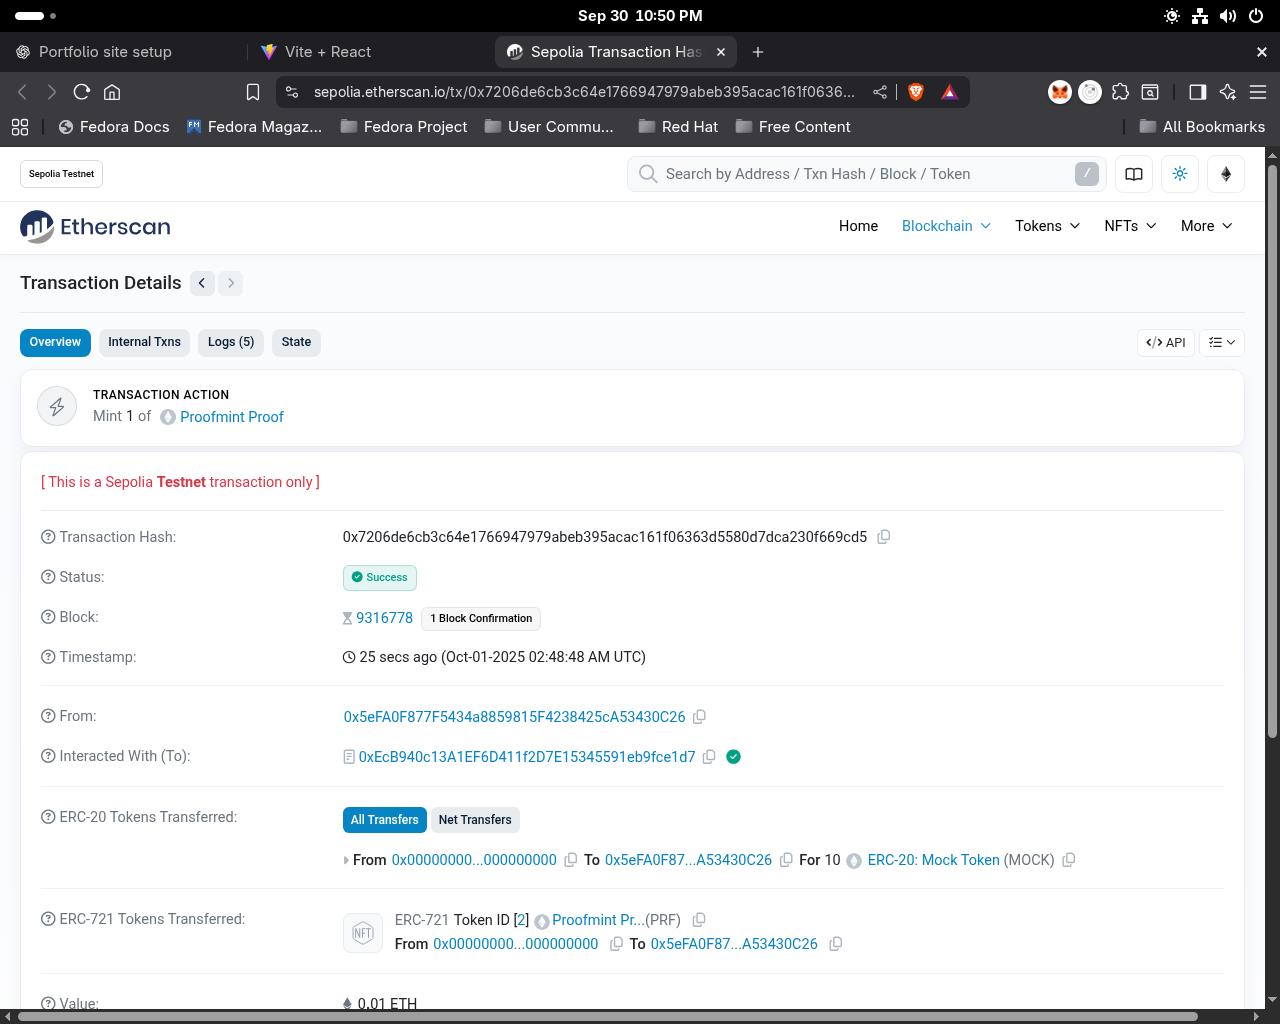 Sep 30 10:50 PM
Portfolio site setup
Vite + React
Sepolia Transaction Has
sepolia.etherscan.io/tx/0x7206de6cb3c64e1766947979abeb395acac161f0636...
Fedora Docs
Fedora Magaz...
Fedora Project
User Commu...
Red Hat
Free Content
All Bookmarks
Sepolia Testnet
Search by Address / Txn Hash / Block / Token
/
Etherscan
Home
Blockchain
Tokens
NFTs
More
Transaction Details
Overview
Internal Txns
Logs (5)
State
API
TRANSACTION ACTION
Mint 1 of Proofmint Proof
[ This is a Sepolia Testnet transaction only ]
Transaction Hash:
0x7206de6cb3c64e1766947979abeb395acac161f06363d5580d7dca230f669cd5
Status:
Success
Block:
9316778
1 Block Confirmation
Timestamp:
25 secs ago (Oct-01-2025 02:48:48 AM UTC)
From:
0x5eFA0F877F5434a8859815F4238425cA53430C26
Interacted With (To):
0xEcB940c13A1EF6D411f2D7E15345591eb9fce1d7
ERC-20 Tokens Transferred:
All Transfers
Net Transfers
From 0x00000000...000000000 To 0x5eFA0F87...A53430C26 For 10 ERC-20: Mock Token (MOCK)
ERC-721 Tokens Transferred:
NFT
ERC-721 Token ID [2] Proofmint Pr...(PRF)
From 0x00000000...000000000 To 0x5eFA0F87...A53430C26
Value:
0.01 ETH